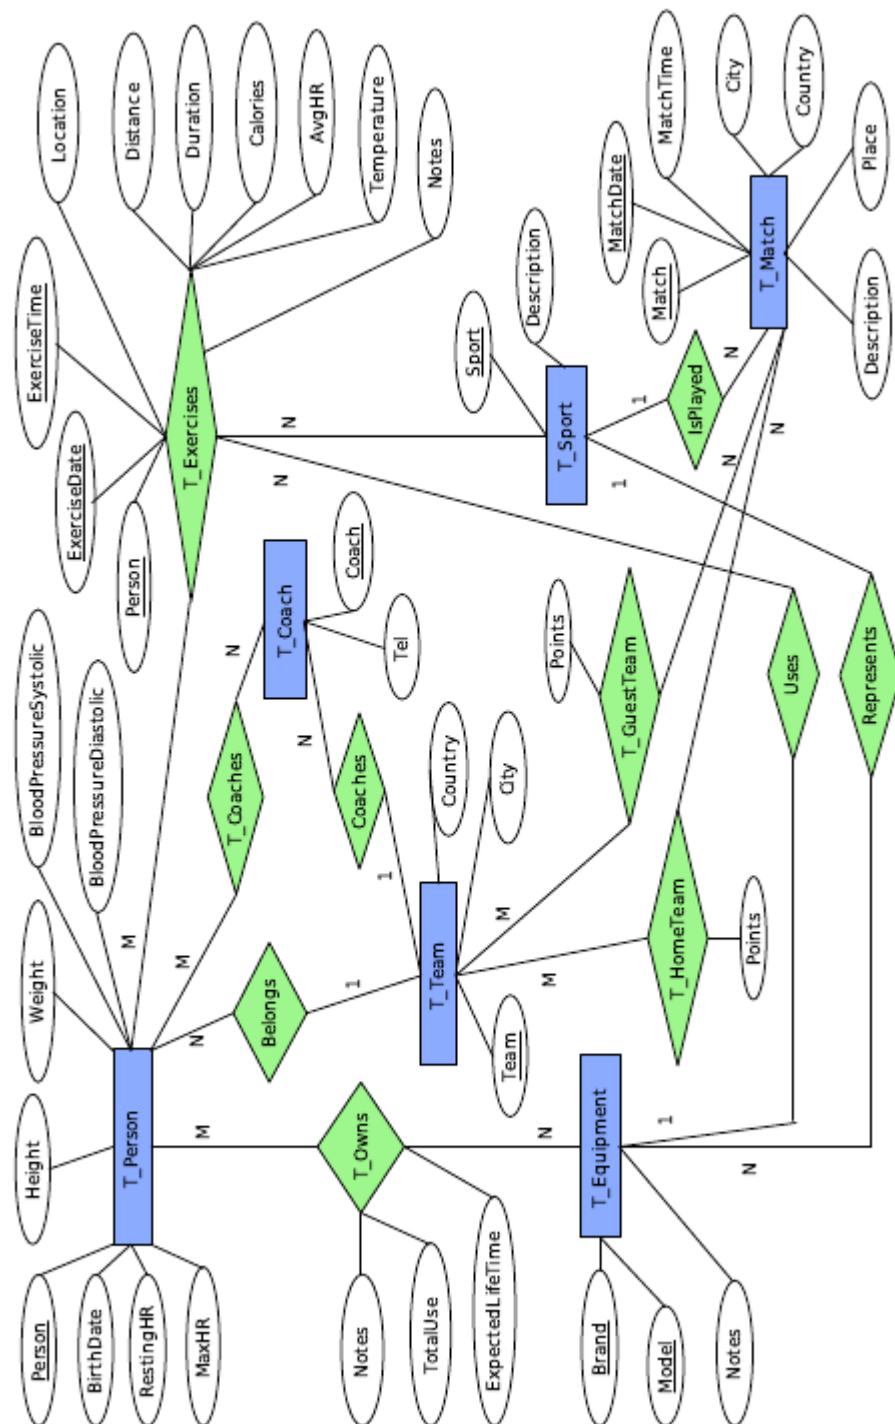 Person
BirthDate
RestingHR
MaxHR
Height
Weight
BloodPressureSystolic
BloodPressureDiastolic
T_Person
M
N
M
M
Person
ExerciseDate
ExerciseTime
Location
Distance
Duration
Calories
AvgHR
Temperature
Notes
T_Exercises
N
N
T_Owns
Notes
TotalUse
ExpectedLifeTime
N
Belongs
1
T_Coaches
N
T_Coach
Coach
Tel
N
Coaches
1
T_Team
Team
Country
City
M
M
T_GuestTeam
Points
N
T_HomeTeam
Points
N
T_Sport
Sport
Description
1
1
IsPlayed
N
T_Match
Match
MatchDate
MatchTime
City
Country
Place
Description
T_Equipment
Brand
Model
Notes
1
N
Uses
Represents